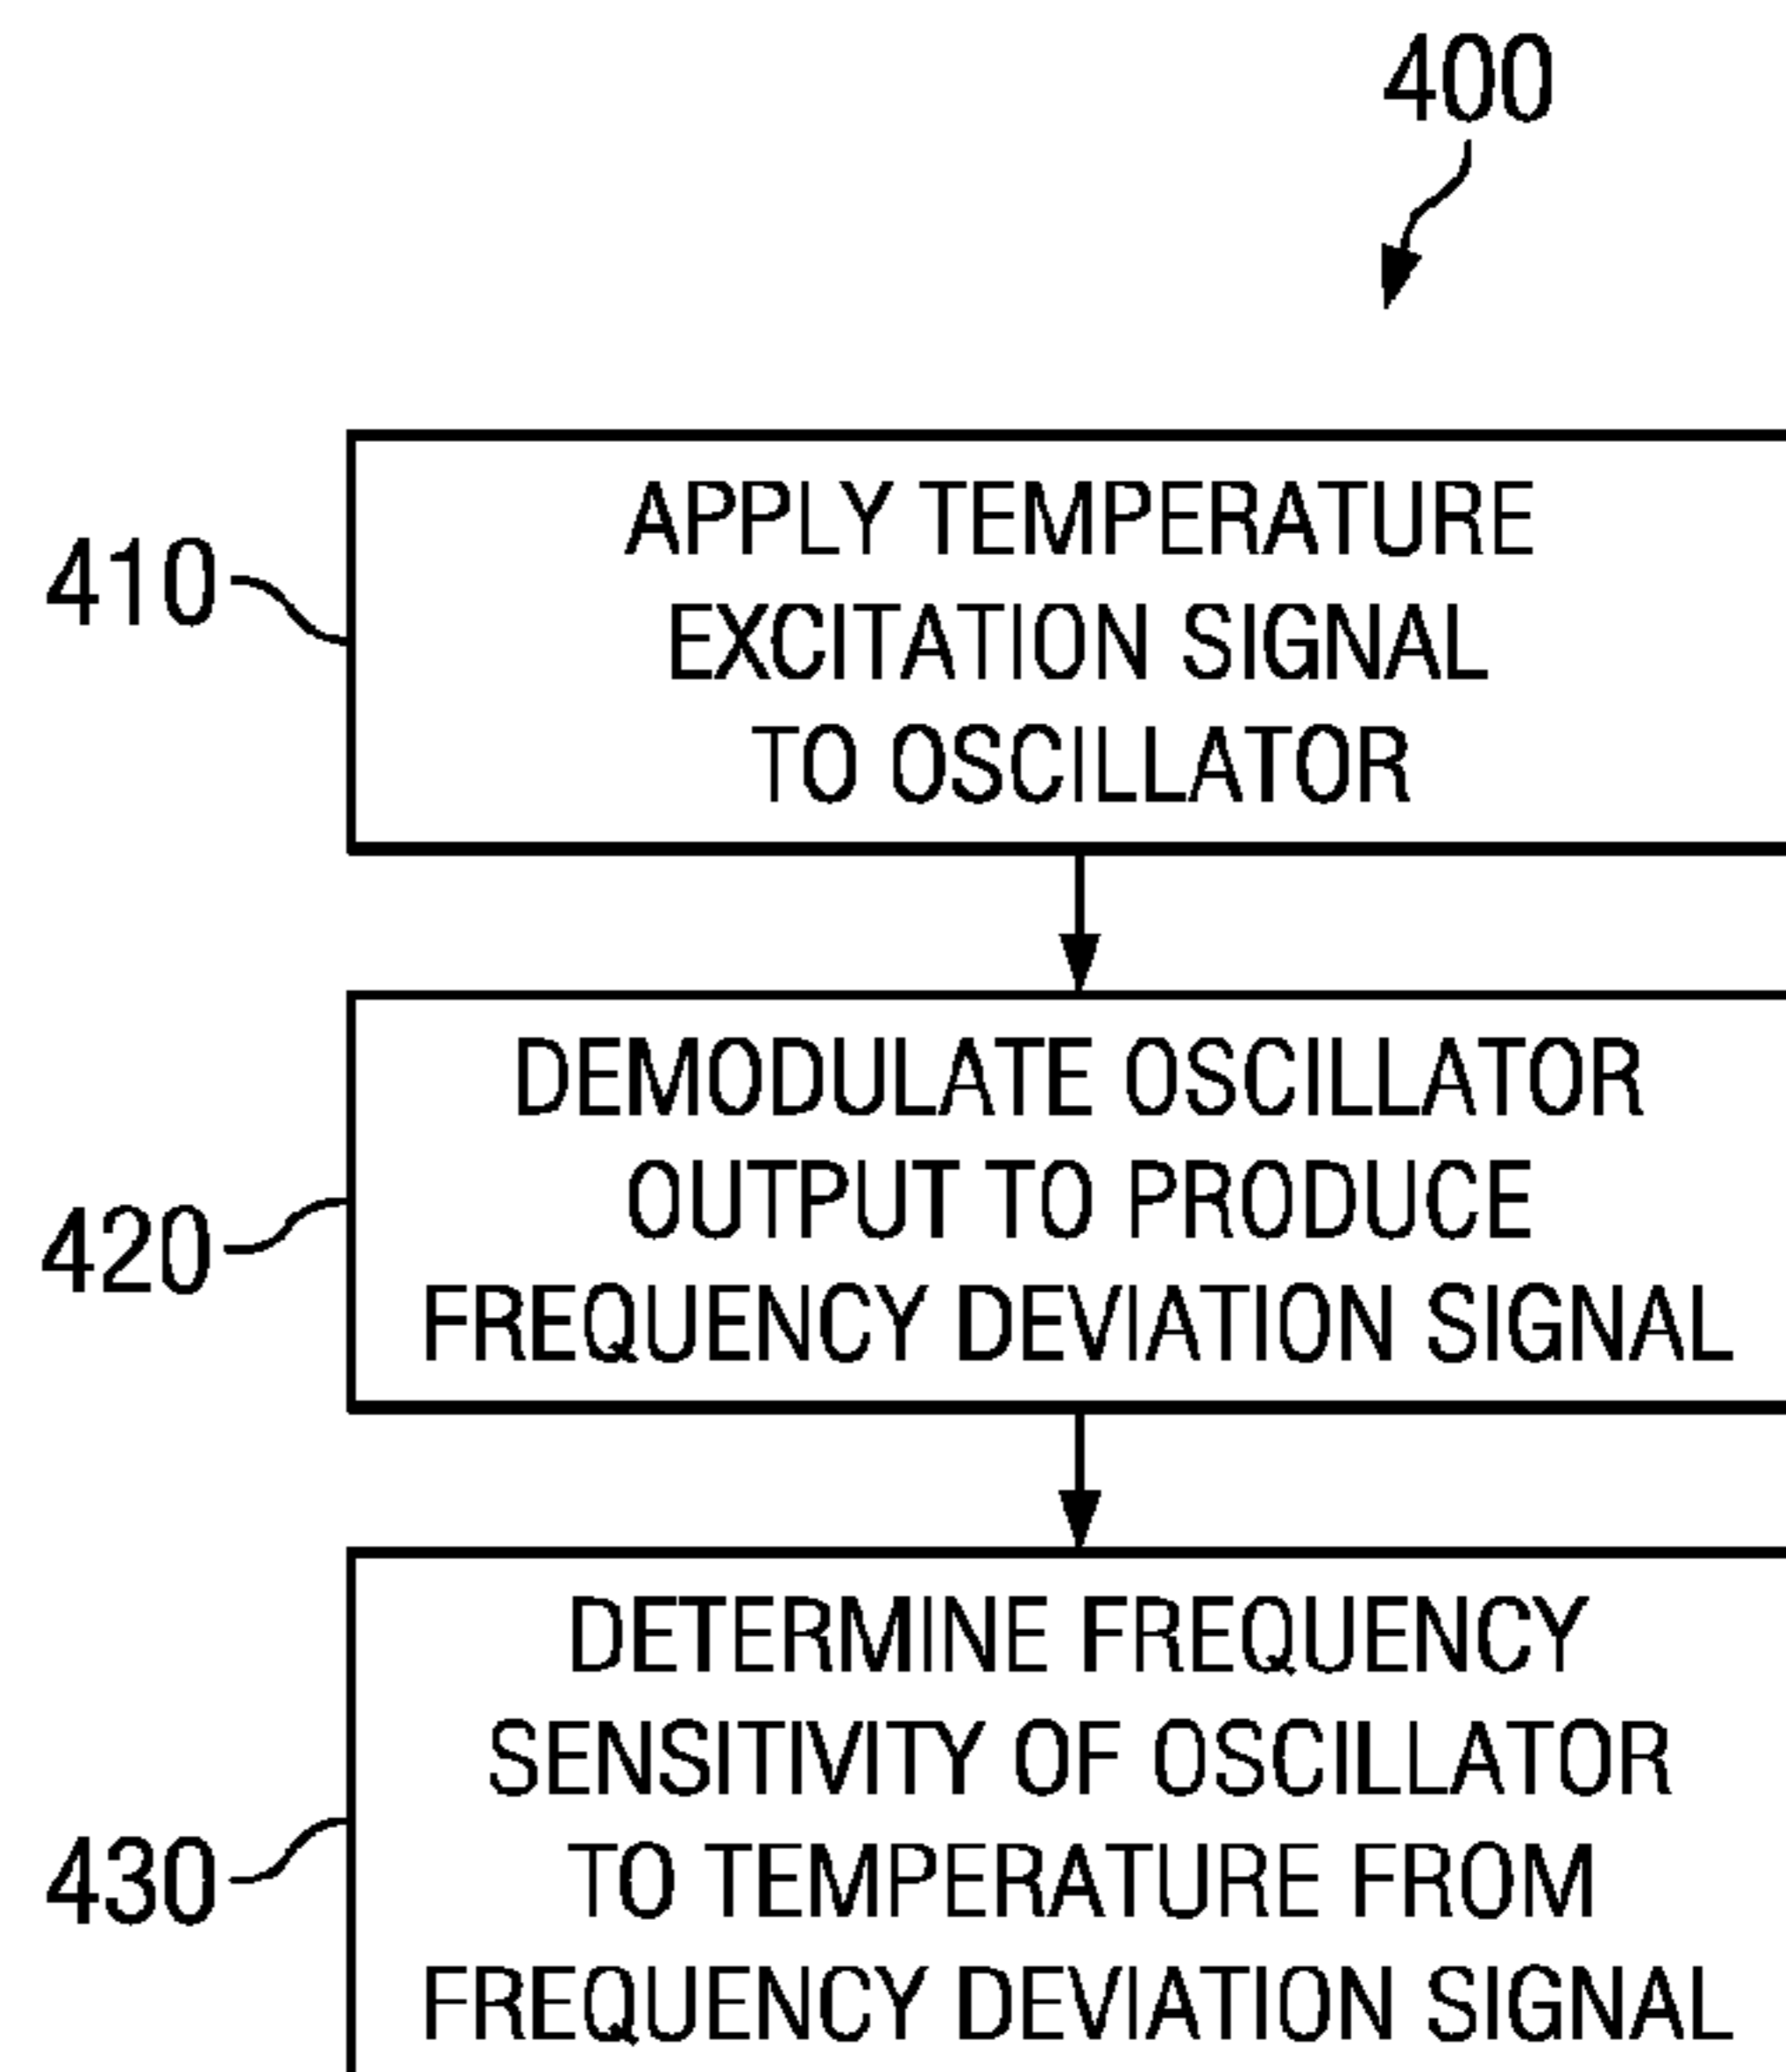 400
410
APPLY TEMPERATURE
EXCITATION SIGNAL
TO OSCILLATOR
420
DEMODULATE OSCILLATOR
OUTPUT TO PRODUCE
FREQUENCY DEVIATION SIGNAL
430
DETERMINE FREQUENCY
SENSITIVITY OF OSCILLATOR
TO TEMPERATURE FROM
FREQUENCY DEVIATION SIGNAL